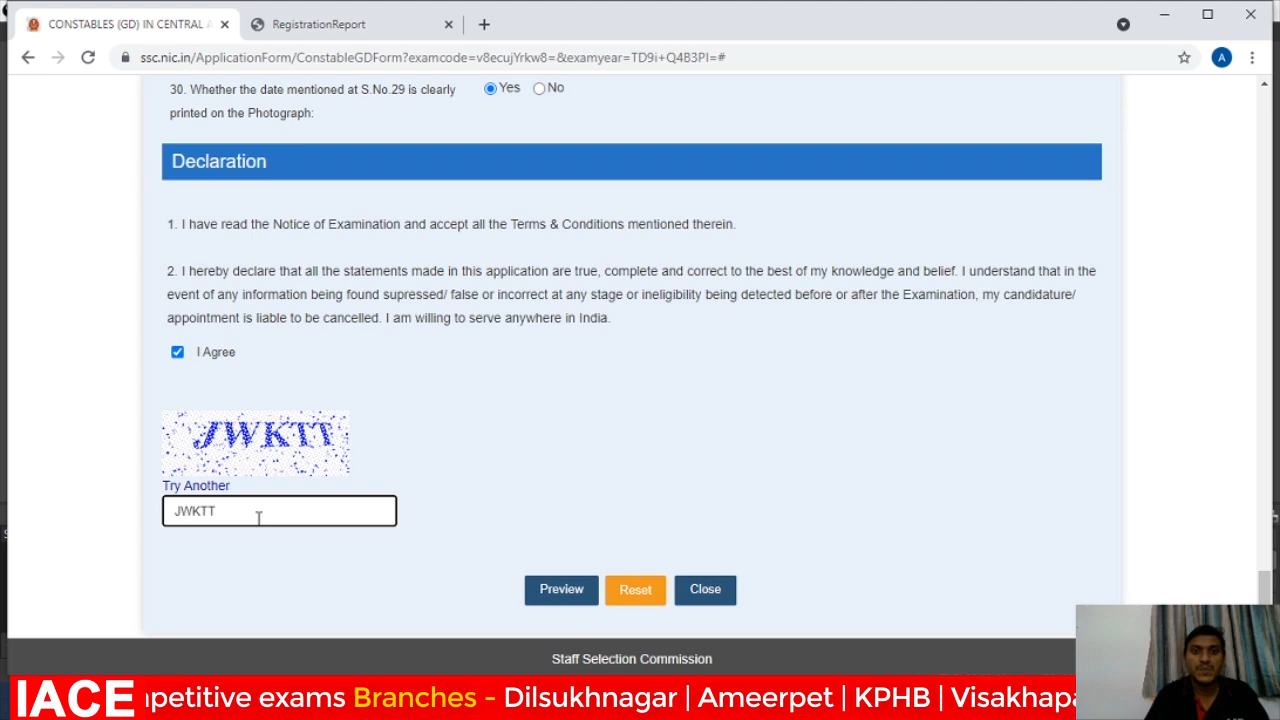 CONSTABLES (GD) IN CENTRAL
RegistrationReport
ssc.nic.in/ApplicationForm/ConstableGDForm?examcode=v8ecujYrkw8=&examyear=TD9i+Q4B3PI=#
A
30. Whether the date mentioned at S.No.29 is clearly
printed on the Photograph:
Yes No
Declaration
1. I have read the Notice of Examination and accept all the Terms & Conditions mentioned therein.
2. I hereby declare that all the statements made in this application are true, complete and correct to the best of my knowledge and belief. I understand that in the
event of any information being found supressed/ false or incorrect at any stage or ineligibility being detected before or after the Examination, my candidature/
appointment is liable to be cancelled. I am willing to serve anywhere in India.
I Agree
JWKTT
Try Another
JWKTT
Preview Reset Close
Staff Selection Commission
IACE mpetitive exams Branches - Dilsukhnagar | Ameerpet | KPHB | Visakhapa